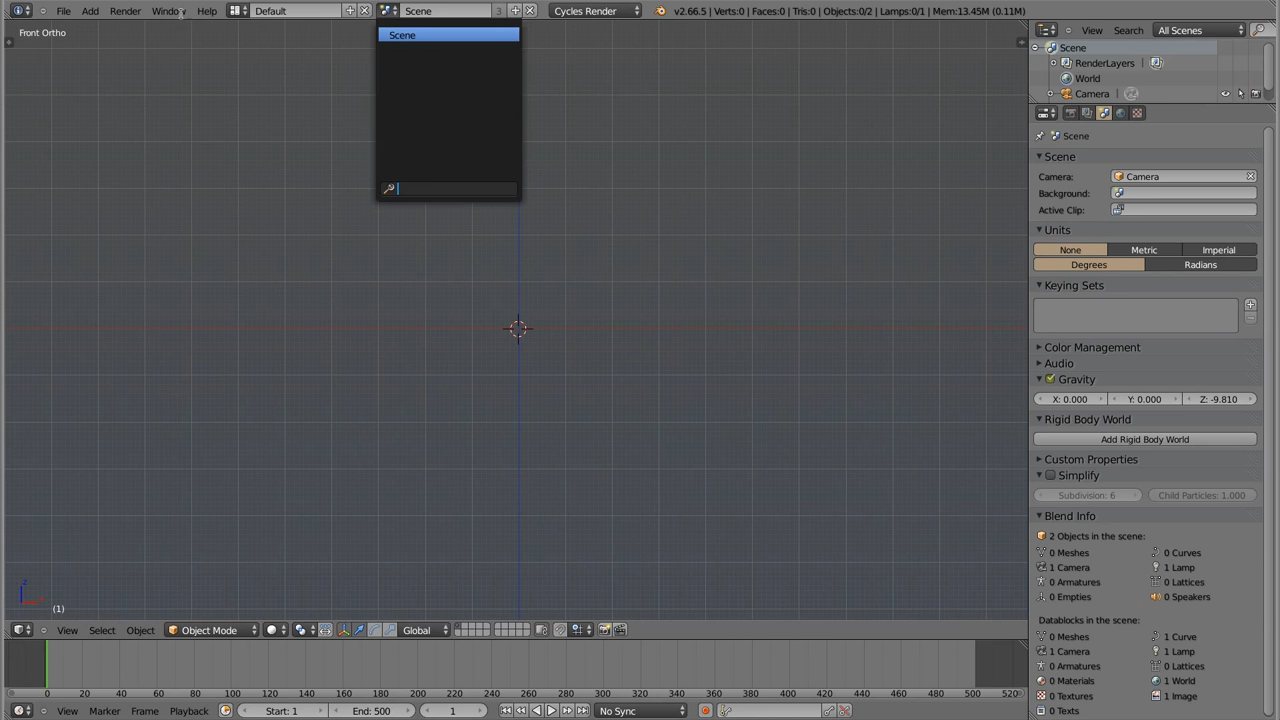 File Add Render Window Help Default Scene 3 Cycles Render v2.66.5 | Verts:0 | Faces:0 | Tris:0 | Objects:0/2 | Lamps:0/1 | Mem:13.45M (0.11M)
Front Ortho
Scene
(1)
View Select Object Object Mode Global
0 20 40 60 80 100 120 140 160 180 200 220 240 260 280 300 320 340 360 380 400 420 440 460 480 500 520
View Marker Frame Playback Start: 1 End: 500 1 No Sync
View Search All Scenes
Scene
RenderLayers
World
Camera
Scene
Scene
Camera: Camera
Background:
Active Clip:
Units
None Metric Imperial
Degrees Radians
Keying Sets
Color Management
Audio
Gravity
X: 0.000 Y: 0.000 Z: -9.810
Rigid Body World
Add Rigid Body World
Custom Properties
Simplify
Subdivision: 6 Child Particles: 1.000
Blend Info
2 Objects in the scene:
0 Meshes 0 Curves
1 Camera 1 Lamp
0 Armatures 0 Lattices
0 Empties 0 Speakers
Datablocks in the scene:
0 Meshes 1 Curve
1 Camera 1 Lamp
0 Armatures 0 Lattices
0 Materials 1 World
0 Textures 1 Image
0 Texts